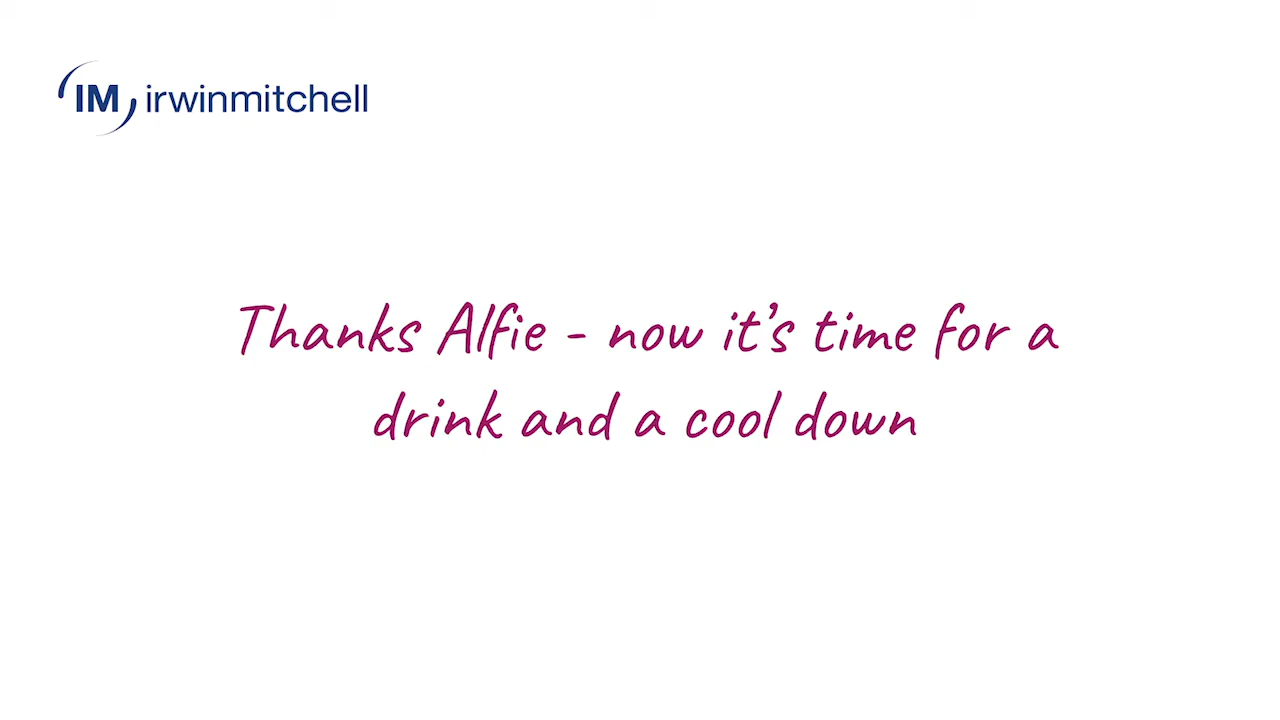 IM irwinmitchell
Thanks Alfie - now it's time for a
drink and a cool down